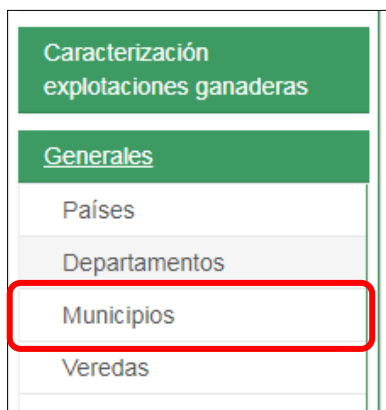 Caracterización
explotaciones ganaderas
Generales
Países
Departamentos
Municipios
Veredas